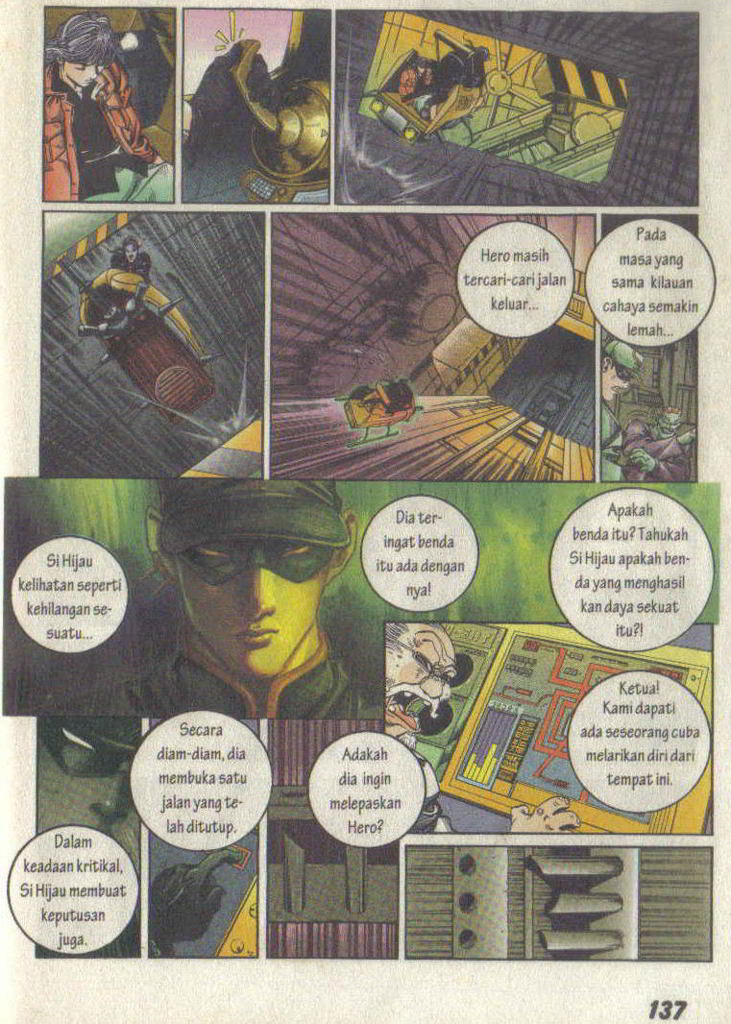 Hero masih
tercari-cari jalan
keluar...
Pada
masa yang
sama kilauan
cahaya semakin
lemah...
Si Hijau
kelihatan seperti
kehilangan se-
suatu...
Dia ter-
ingat benda
itu ada dengan
nya!
Apakah
benda itu? Tahukah
Si Hijau apakah ben-
da yang menghasil
kan daya sekuat
itu?!
Ketua!
Kami dapati
ada seseorang cuba
melarikan diri dari
tempat ini.
Dalam
keadaan kritikal,
Si Hijau membuat
keputusan
juga.
Secara
diam-diam, dia
membuka satu
jalan yang te-
lah ditutup.
Adakah
dia ingin
melepaskan
Hero?
137